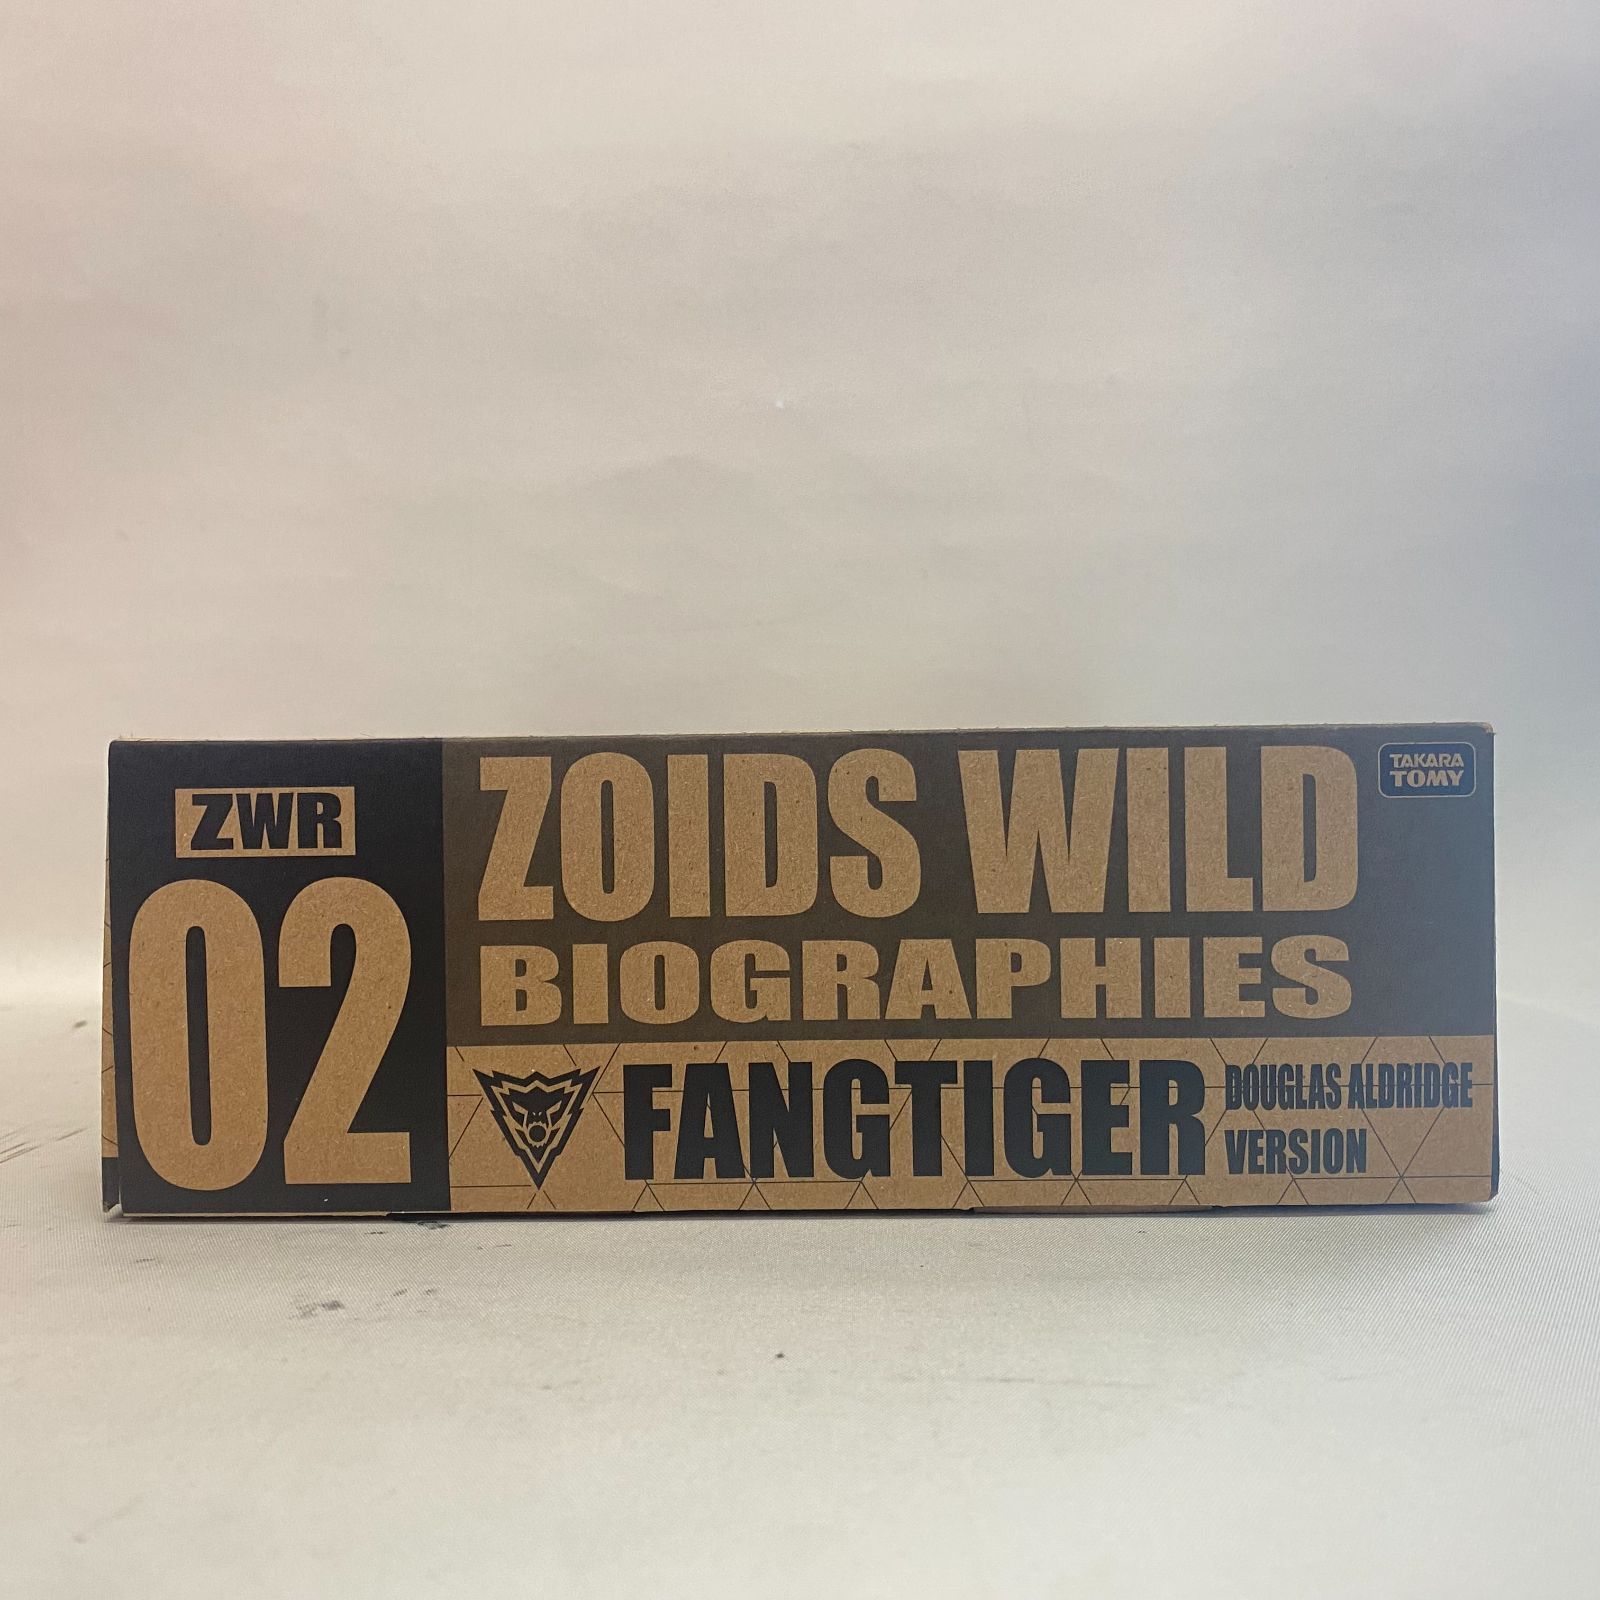 ZWR
02
ZOIDS WILD
BIOGRAPHIES
TAKARA
TOMY
FANGTIGER
DOUGLAS ALDRIDGE
VERSION